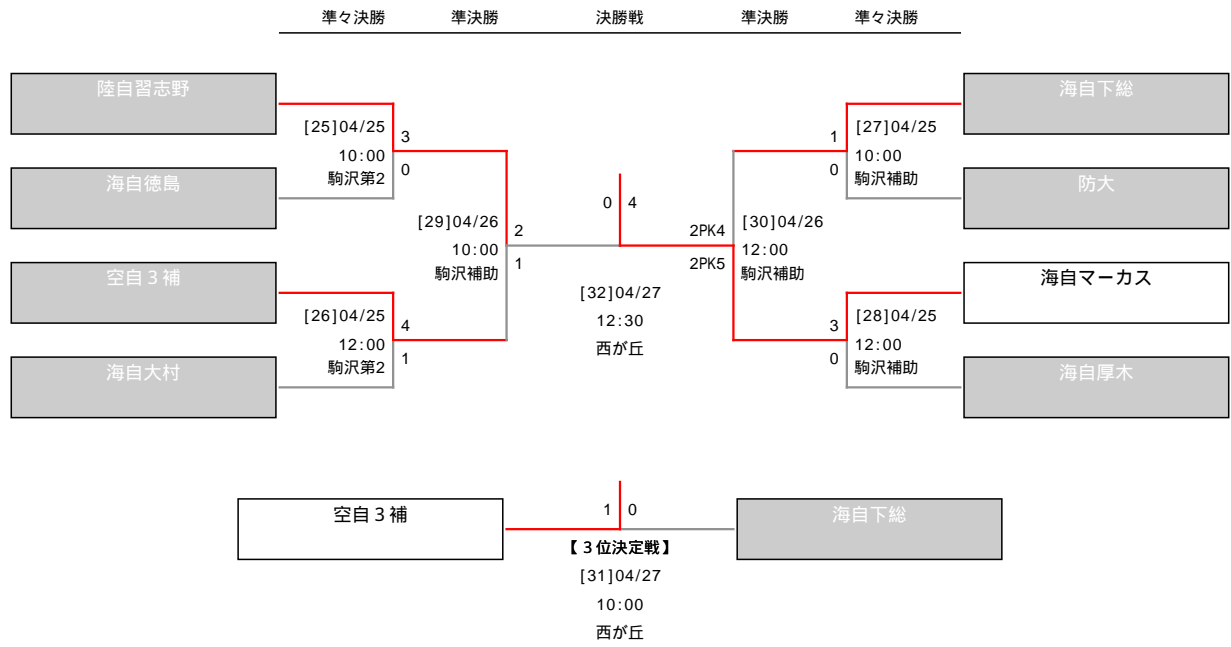 準々決勝 準決勝 決勝戦 準決勝 準々決勝
陸自習志野
海自下総
[25]04/25
3
10:00
0
駒沢第2
海自徳島
1
[27]04/25
0
10:00
駒沢補助
防大
0 4
[29]04/26
2
10:00
1
駒沢補助
2PK4
[30]04/26
2PK5
12:00
駒沢補助
空自３補
海自マーカス
[32]04/27
12:30
西が丘
[26]04/25
4
12:00
1
駒沢第2
海自大村
3
[28]04/25
0
12:00
駒沢補助
海自厚木
空自３補
1 0
海自下総
【３位決定戦】
[31]04/27
10:00
西が丘